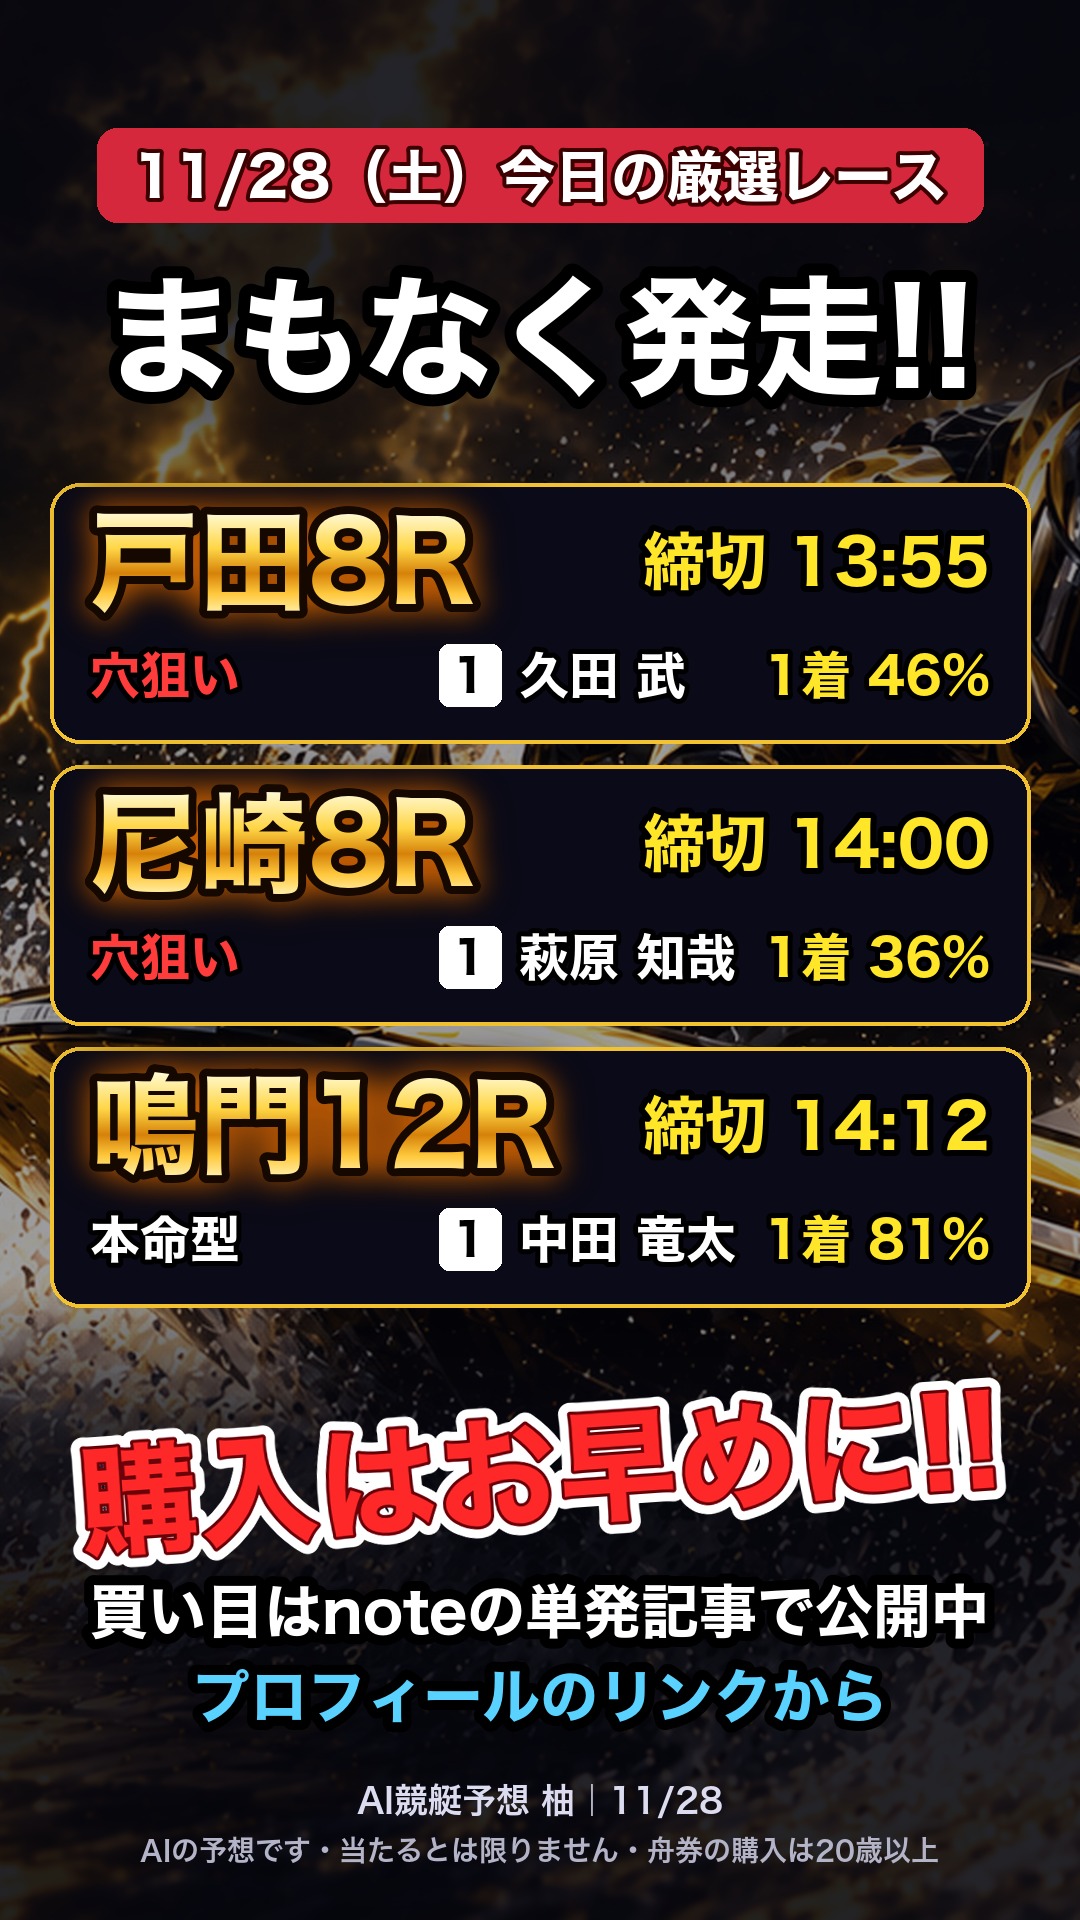 11/28（土）今日の厳選レース
まもなく発走!!
戸田8R 締切 13:55
穴狙い 1 久田 武 1着 46%
尼崎8R 締切 14:00
穴狙い 1 萩原 知哉 1着 36%
鳴門12R 締切 14:12
本命型 1 中田 竜太 1着 81%
購入はお早めに!!
買い目はnoteの単発記事で公開中
プロフィールのリンクから
AI競艇予想 柚｜11/28
AIの予想です・当たるとは限りません・舟券の購入は20歳以上